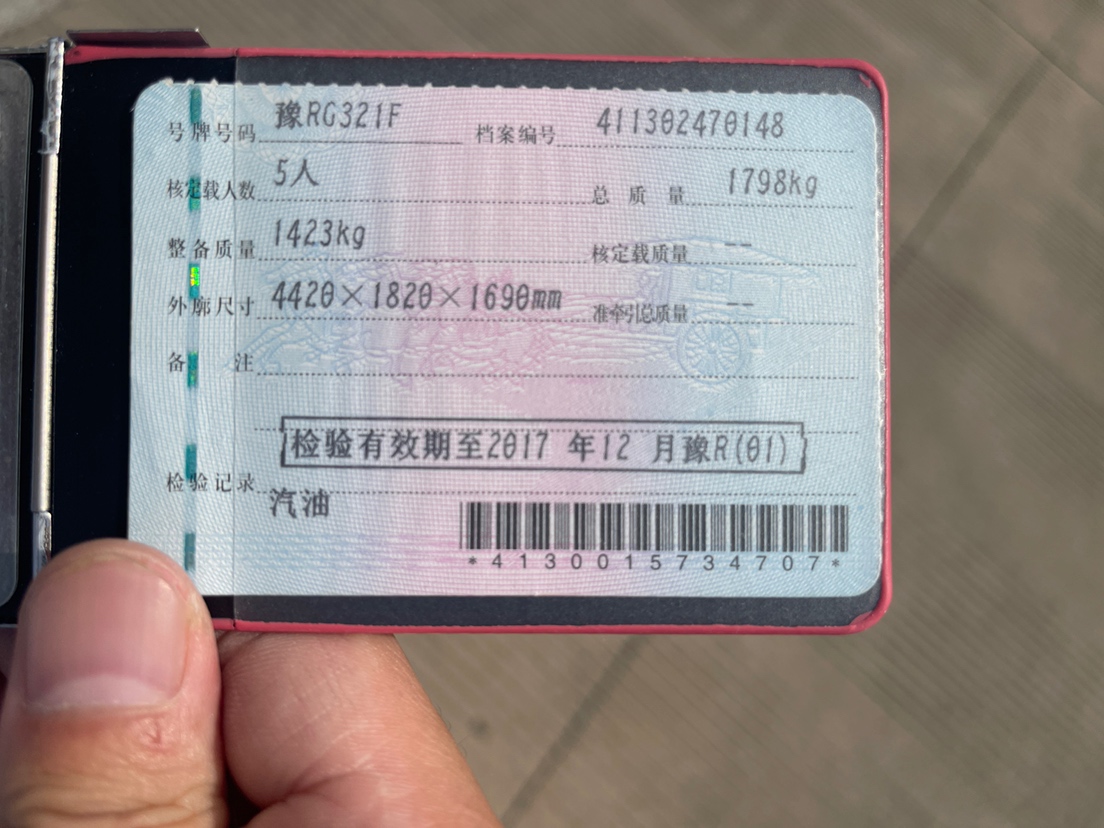 号牌号码 豫RG321F 档案编号 411302470148
核定载人数 5人 总质量 1798kg
整备质量 1423kg 核定载质量 --
外廓尺寸 4420×1820×1690mm 准牵引总质量 --
备注
检验有效期至2017 年12 月豫R(01)
检验记录
汽油
*4130015734707*